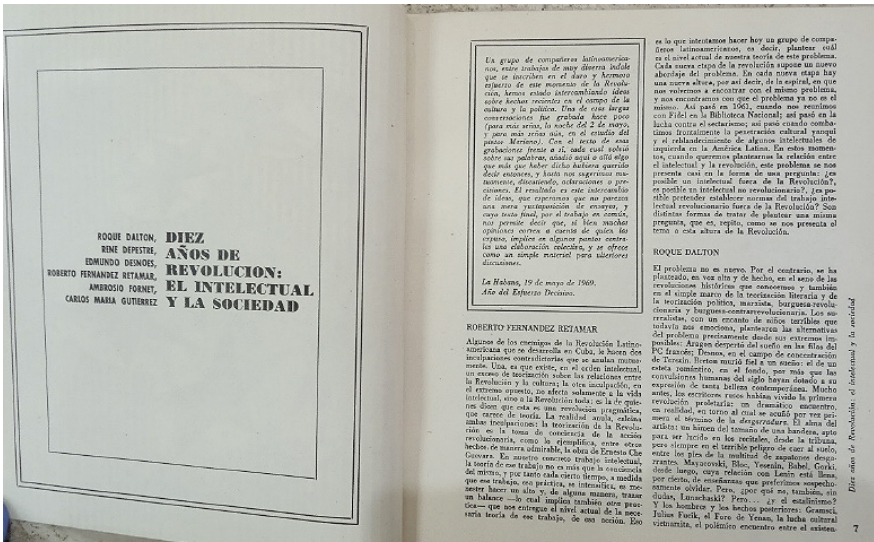 ROQUE DALTON,
RENE DEPESTRE,
EDMUNDO DESNOES,
ROBERTO FERNANDEZ RETAMAR,
AMBROSIO FORNET,
CARLOS MARIA GUTIERREZ
DIEZ
AÑOS DE
REVOLUCION:
EL INTELECTUAL
Y LA SOCIEDAD
Un grupo de compañeros latinoamerica-
nos, entre trabajos de muy diversa índole
que se inscriben en el duro y hermoso
esfuerzo de este momento de la Revolu-
ción, hemos estado intercambiando ideas
sobre hechos recientes en el campo de la
cultura y la política. Una de esas largas
conversaciones fue grabada hace poco
(para más señas, la noche del 2 de mayo,
y para más señas aún, en el estudio del
pintor Mariano). Con el texto de esas
grabaciones frente a sí, cada cual volvió
sobre sus palabras, añadió aquí o allá algo
que más que haber dicho hubiera querido
decir entonces, y hasta nos sugerimos mu-
tuamente, discutiendo, aclaraciones o pre-
cisiones. El resultado es este intercambio
de ideas, que esperamos que no parezca
una mera yuxtaposición de ensayos, y
cuyo texto final, por el trabajo en común,
nos permite decir que, si bien muchas
opiniones corren a cuenta de quien las
expuso, implica en algunos puntos centra-
les una elaboración colectiva, y se ofrece
como un simple material para ulteriores
discusiones.
La Habana, 19 de mayo de 1969.
Año del Esfuerzo Decisivo.
ROBERTO FERNANDEZ RETAMAR
Algunos de los enemigos de la Revolución Latino-
americana que se desarrolla en Cuba, le hacen dos
inculpaciones contradictorias que se anulan mutua-
mente. Una, es que existe, en el orden intelectual,
un exceso de teorización sobre las relaciones entre
la Revolución y la cultura; la otra inculpación, en
el extremo opuesto, no afecta solamente a la vida
intelectual, sino a la Revolución toda: es la de quie-
nes dicen que esta es una revolución pragmática,
que carece de teoría. La realidad anula, calcina
ambas inculpaciones: la teorización de la Revolu-
ción es la toma de conciencia de la acción
revolucionaria, como lo ejemplifica, entre otros
hechos, de manera admirable, la obra de Ernesto Che
Guevara. En nuestro concreto trabajo intelectual,
la teoría de ese trabajo no es más que la conciencia
del mismo, y por tanto cada cierto tiempo, a medida
que ese trabajo, esa práctica, se intensifica, es me-
nester hacer un alto y, de alguna manera, trazar
un balance —lo cual implica también otra prác-
tica— que nos entregue el nivel actual de la nece-
saria teoría de ese trabajo, de esa acción. Eso
es lo que intentamos hacer hoy un grupo de compa-
ñeros latinoamericanos, es decir, plantear cuál
es el nivel actual de nuestra teoría de este problema.
Cada nueva etapa de la revolución supone un nuevo
abordaje del problema. En cada nueva etapa hay
una nueva altura, por así decir, de la espiral, en que
nos volvemos a encontrar con el mismo problema,
y nos encontramos con que el problema ya no es el
mismo. Así pasó en 1961, cuando nos reunimos
con Fidel en la Biblioteca Nacional; así pasó en la
lucha contra el sectarismo; así pasó cuando comba-
timos frontalmente la penetración cultural yanqui
y el reblandecimiento de algunos intelectuales de
izquierda en la América Latina. En estos momen-
tos, cuando queremos plantearnos la relación entre
el intelectual y la revolución, este problema se nos
presenta casi en la forma de una pregunta: ¿es
posible un intelectual fuera de la Revolución?,
¿es posible un intelectual no revolucionario?, ¿es po-
sible pretender establecer normas del trabajo inte-
lectual revolucionario fuera de la Revolución? Son
distintas formas de tratar de plantear una misma
pregunta, que es, repito, como se nos presenta el
tema a esta altura de la Revolución.
ROQUE DALTON
El problema no es nuevo. Por el contrario, se ha
planteado, en voz alta y de hecho, en el seno de las
revoluciones históricas que conocemos y también
en el simple marco de la teorización literaria y de
la teorización política, marxista, burguesa-revolu-
cionaria y burguesa-contrarrevolucionaria. Los su-
rrealistas, con un encanto de niños terribles que
todavía nos emociona, plantearon las alternativas
del problema precisamente desde sus extremos im-
posibles: Aragon despertó del sueño en las filas del
PC francés; Desnos, en el campo de concentración
de Terezin. Breton murió fiel a un sueño: el de un
esteta romántico, en el fondo, por más que las
convulsiones humanas del siglo hayan dotado a su
expresión de tanta belleza contemporánea. Mucho
antes, los escritores rusos habían vivido la primera
revolución proletaria: un dramático encuentro,
en realidad, en torno al cual se acuñó por vez pri-
mera el término de la desgarradura. El alma del
artista: un himen del tamaño de una bandera, apto
para ser lucido en los recitales, desde la tribuna,
pero siempre en el terrible peligro de caer al suelo,
entre los pies de la multitud de zapatones desga-
rrantes. Mayacovski, Bloc, Yesenin, Babel, Gorki,
desde luego, cuya relación con Lenin está llena,
por cierto, de enseñanzas que preferimos sospecho-
samente olvidar. Pero, ¿por qué no, también, sin
dudas, Lunachaski? Pero... ¿y el estalinismo?
Y los hombres y los hechos posteriores: Gramsci,
Julius Fucik, el Foro de Yenan, la lucha cultural
vietnamita, el polémico encuentro entre el existen-
Diez años de Revolución: el intelectual y la sociedad
7